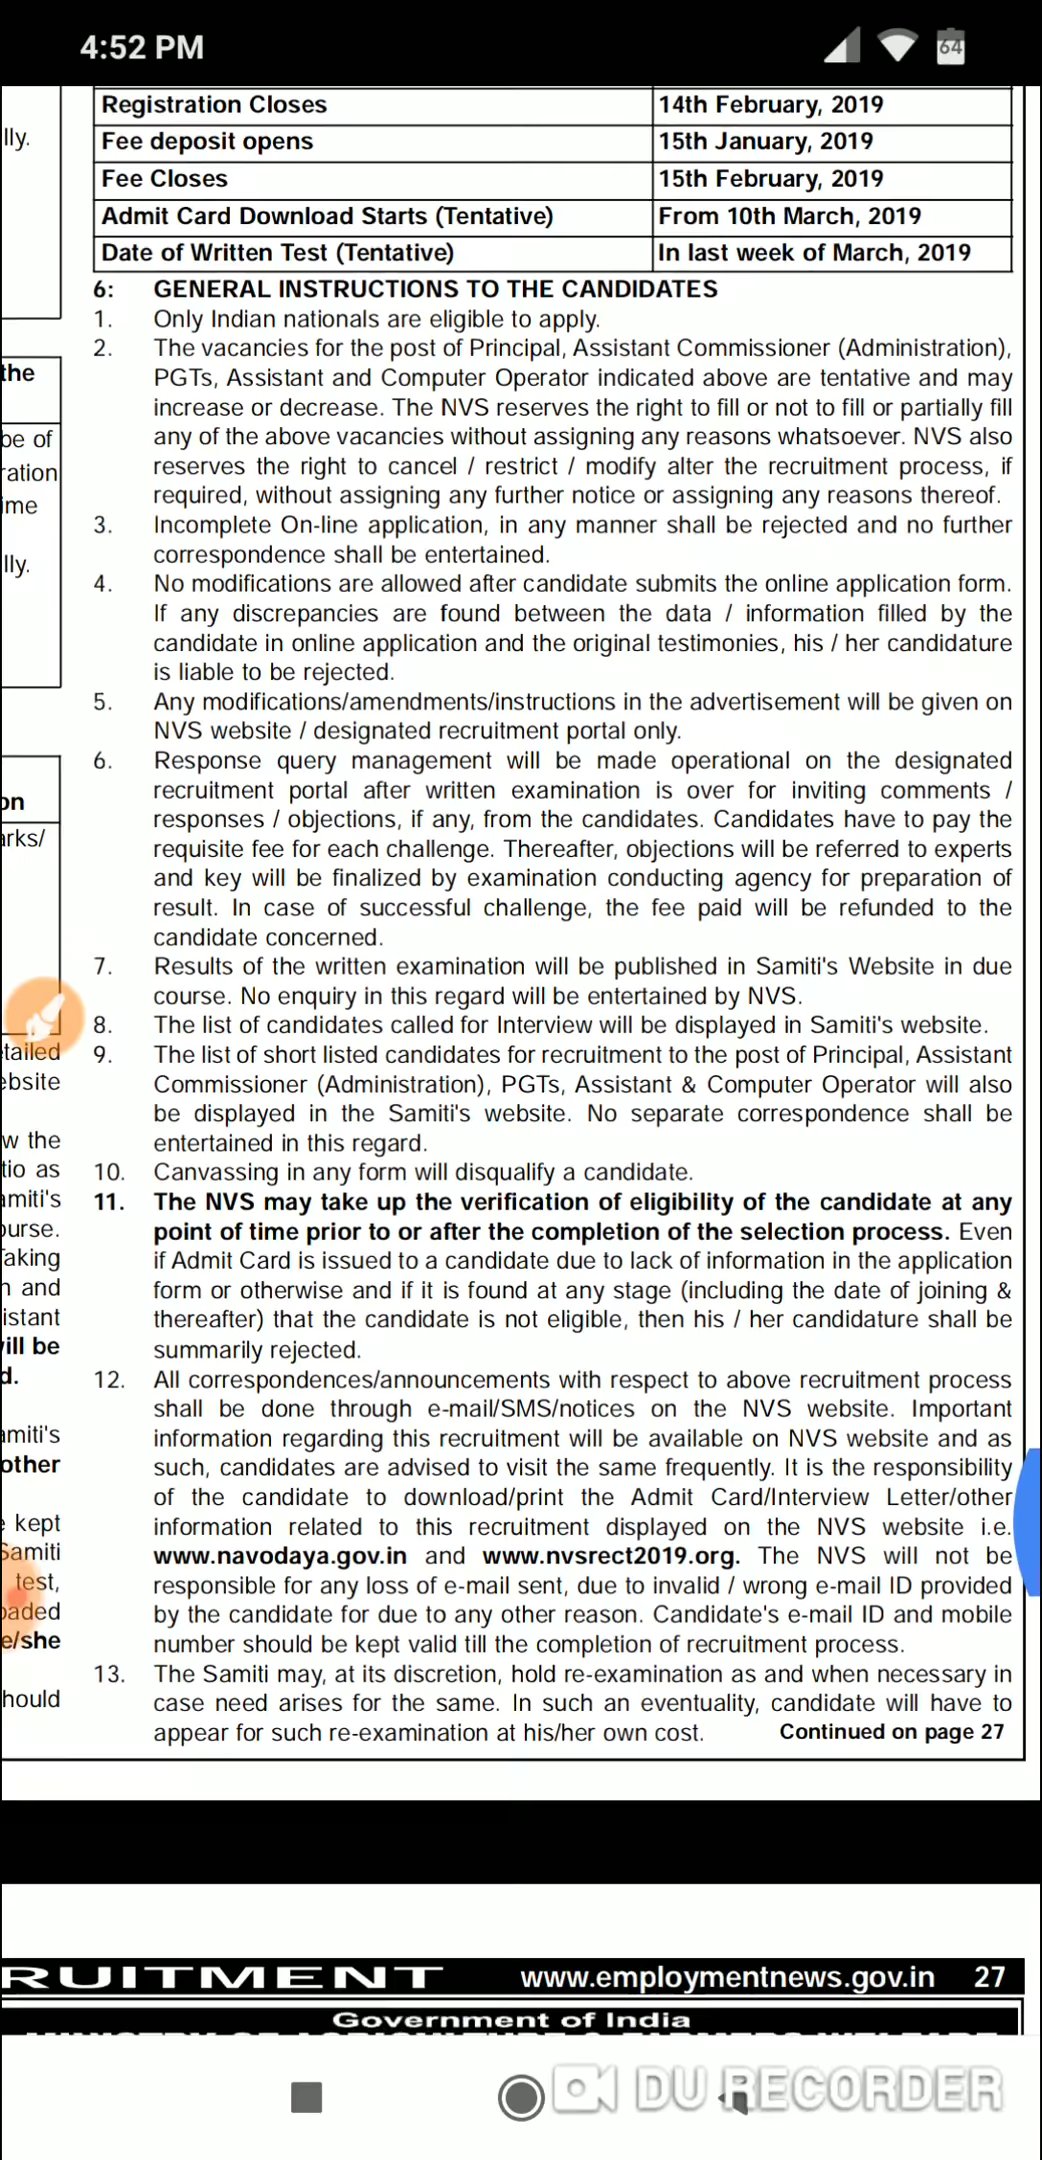 4:52 PM
64
Registration Closes 14th February, 2019
lly.
Fee deposit opens 15th January, 2019
Fee Closes 15th February, 2019
Admit Card Download Starts (Tentative) From 10th March, 2019
Date of Written Test (Tentative) In last week of March, 2019
6: GENERAL INSTRUCTIONS TO THE CANDIDATES
1. Only Indian nationals are eligible to apply.
2. The vacancies for the post of Principal, Assistant Commissioner (Administration),
PGTs, Assistant and Computer Operator indicated above are tentative and may
increase or decrease. The NVS reserves the right to fill or not to fill or partially fill
any of the above vacancies without assigning any reasons whatsoever. NVS also
reserves the right to cancel / restrict / modify alter the recruitment process, if
required, without assigning any further notice or assigning any reasons thereof.
3. Incomplete On-line application, in any manner shall be rejected and no further
correspondence shall be entertained.
4. No modifications are allowed after candidate submits the online application form.
If any discrepancies are found between the data / information filled by the
candidate in online application and the original testimonies, his / her candidature
is liable to be rejected.
5. Any modifications/amendments/instructions in the advertisement will be given on
NVS website / designated recruitment portal only.
6. Response query management will be made operational on the designated
recruitment portal after written examination is over for inviting comments /
responses / objections, if any, from the candidates. Candidates have to pay the
requisite fee for each challenge. Thereafter, objections will be referred to experts
and key will be finalized by examination conducting agency for preparation of
result. In case of successful challenge, the fee paid will be refunded to the
candidate concerned.
7. Results of the written examination will be published in Samiti's Website in due
course. No enquiry in this regard will be entertained by NVS.
8. The list of candidates called for Interview will be displayed in Samiti's website.
9. The list of short listed candidates for recruitment to the post of Principal, Assistant
Commissioner (Administration), PGTs, Assistant & Computer Operator will also
be displayed in the Samiti's website. No separate correspondence shall be
entertained in this regard.
10. Canvassing in any form will disqualify a candidate.
11. The NVS may take up the verification of eligibility of the candidate at any
point of time prior to or after the completion of the selection process. Even
if Admit Card is issued to a candidate due to lack of information in the application
form or otherwise and if it is found at any stage (including the date of joining &
thereafter) that the candidate is not eligible, then his / her candidature shall be
summarily rejected.
12. All correspondences/announcements with respect to above recruitment process
shall be done through e-mail/SMS/notices on the NVS website. Important
information regarding this recruitment will be available on NVS website and as
such, candidates are advised to visit the same frequently. It is the responsibility
of the candidate to download/print the Admit Card/Interview Letter/other
information related to this recruitment displayed on the NVS website i.e.
www.navodaya.gov.in and www.nvsrect2019.org. The NVS will not be
responsible for any loss of e-mail sent, due to invalid / wrong e-mail ID provided
by the candidate for due to any other reason. Candidate's e-mail ID and mobile
number should be kept valid till the completion of recruitment process.
13. The Samiti may, at its discretion, hold re-examination as and when necessary in
case need arises for the same. In such an eventuality, candidate will have to
appear for such re-examination at his/her own cost. Continued on page 27
the
be of
ration
ime
lly.
on
arks/
tailed
ebsite
w the
tio as
amiti's
ourse.
Taking
n and
istant
vill be
d.
amiti's
other
e kept
Samiti
test,
oaded
e/she
hould
RUITMENT www.employmentnews.gov.in 27
Government of India
DU RECORDER